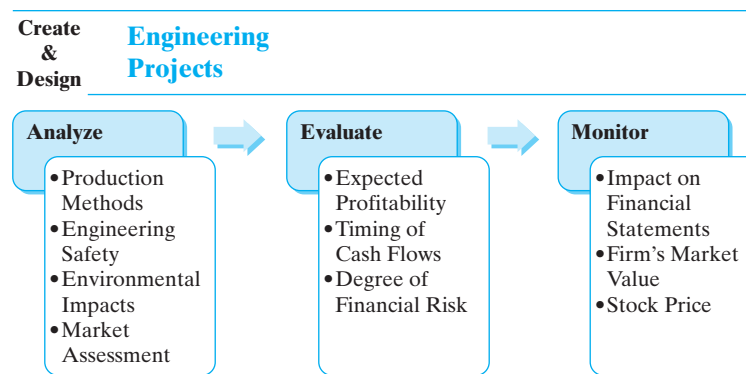 Create
&
Design
Engineering
Projects
Analyze
•Production
Methods
•Engineering
Safety
•Environmental
Impacts
•Market
Assessment
Evaluate
•Expected
Profitability
•Timing of
Cash Flows
•Degree of
Financial Risk
Monitor
•Impact on
Financial
Statements
•Firm's Market
Value
•Stock Price